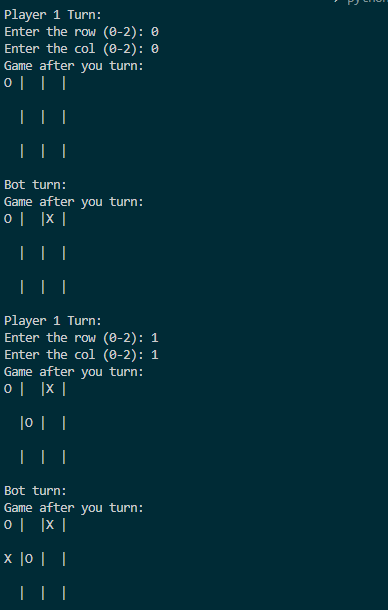 Player 1 Turn:
Enter the row (0-2): 0
Enter the col (0-2): 0
Game after you turn:
O |  |  |
  |  |  |
  |  |  |
Bot turn:
Game after you turn:
O |  |X |
  |  |  |
  |  |  |
Player 1 Turn:
Enter the row (0-2): 1
Enter the col (0-2): 1
Game after you turn:
O |  |X |
  |O |  |
  |  |  |
Bot turn:
Game after you turn:
O |  |X |
X |O |  |
  |  |  |